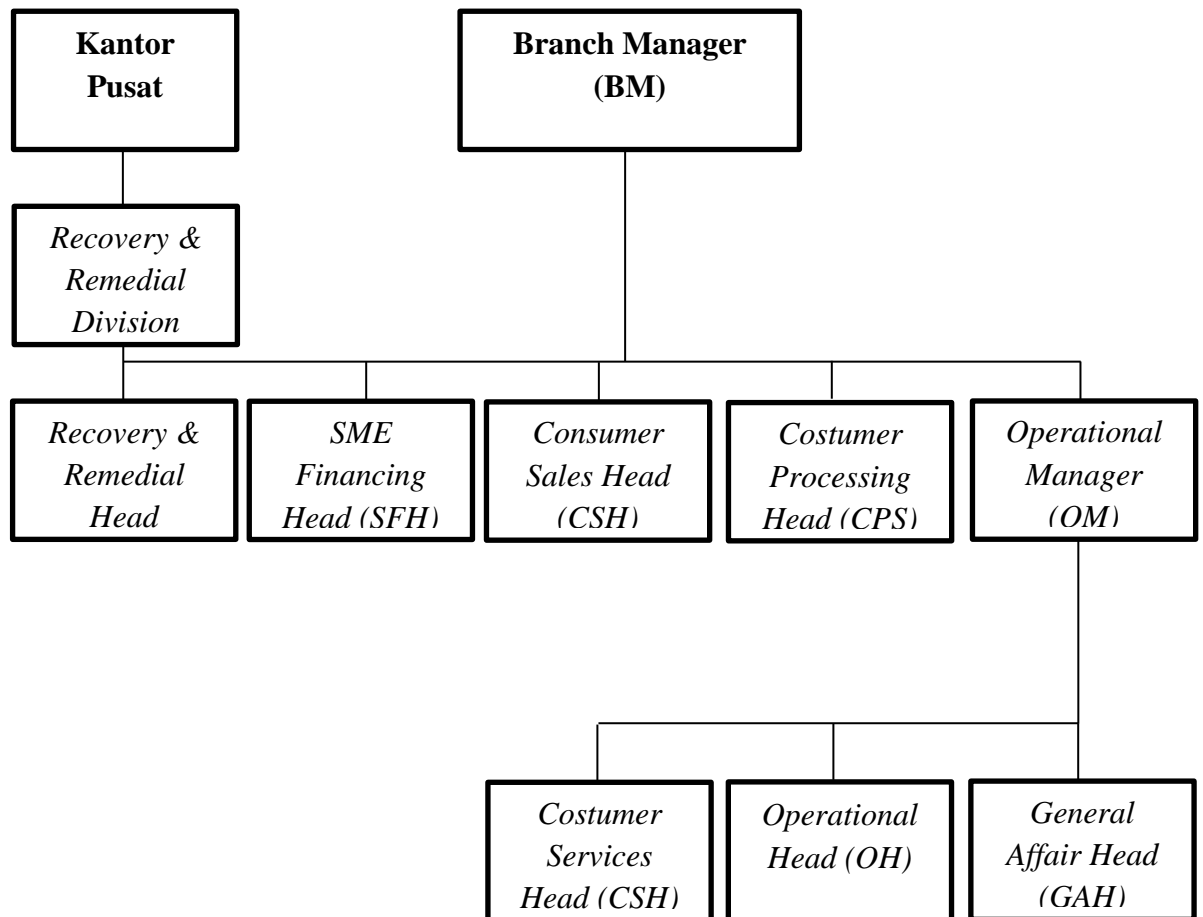 Kantor
Pusat
Branch Manager
(BM)
Recovery &
Remedial
Division
Recovery &
Remedial
Head
SME
Financing
Head (SFH)
Consumer
Sales Head
(CSH)
Costumer
Processing
Head (CPS)
Operational
Manager
(OM)
Costumer
Services
Head (CSH)
Operational
Head (OH)
General
Affair Head
(GAH)